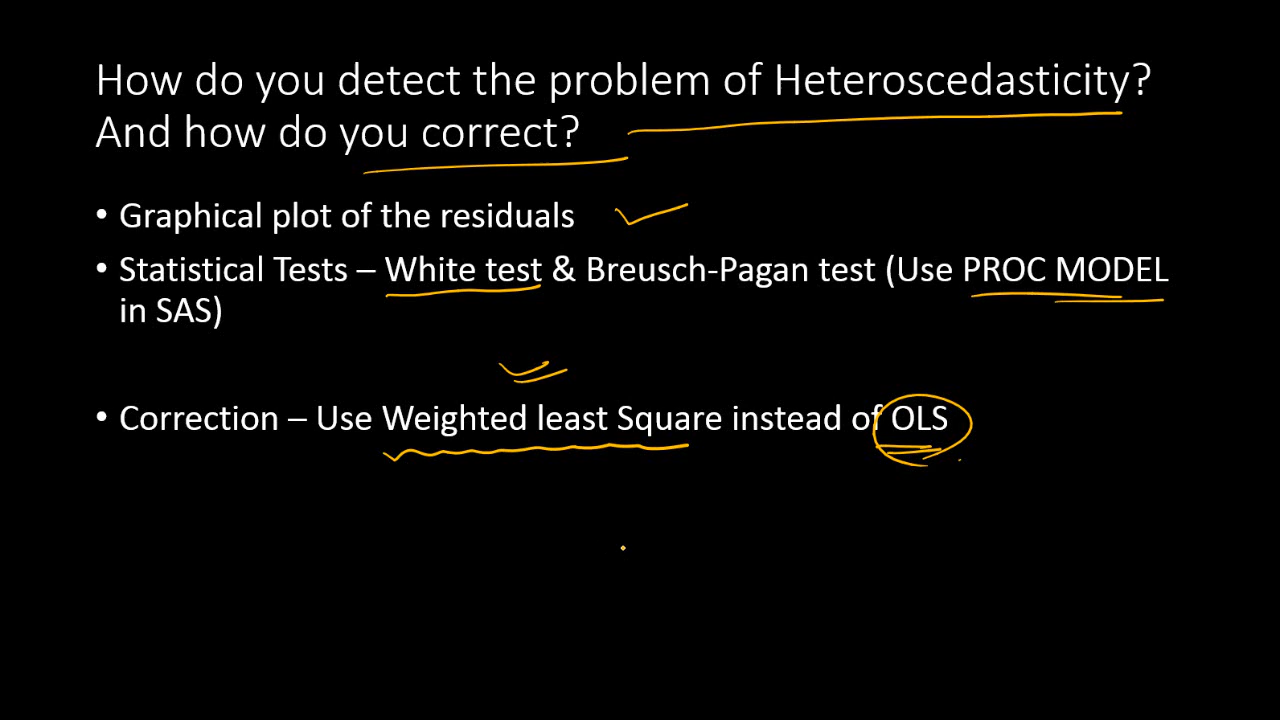 How do you detect the problem of Heteroscedasticity?
And how do you correct?
• Graphical plot of the residuals
• Statistical Tests – White test & Breusch-Pagan test (Use PROC MODEL
in SAS)
• Correction – Use Weighted least Square instead of OLS